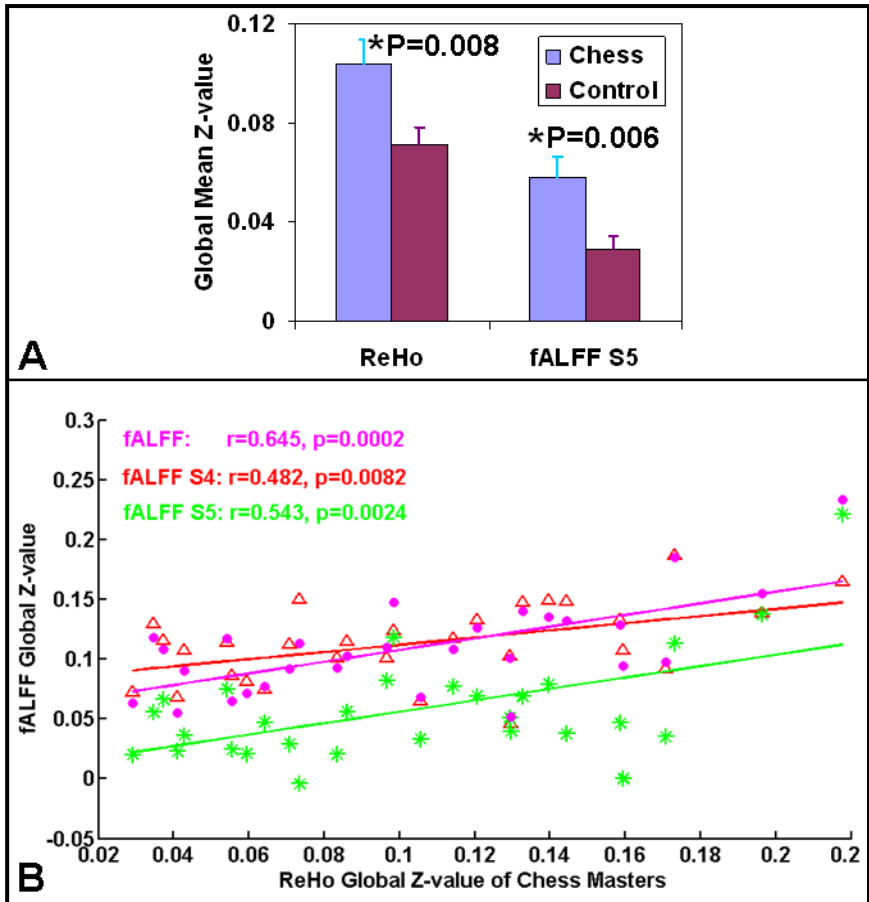 0.16
*P=0.008
Chess
Control
0.12
0.08
*P=0.006
0.04
0
Global Mean Z-value
ReHo fALFF S5
A
0.3
fALFF: r=0.645, p=0.0002
fALFF S4: r=0.482, p=0.0082
fALFF S5: r=0.543, p=0.0024
0.25
0.2
0.15
0.1
0.05
0
-0.05
fALFF Global Z-value
0.02 0.04 0.06 0.08 0.1 0.12 0.14 0.16 0.18 0.2 0.2
ReHo Global Z-value of Chess Masters
B